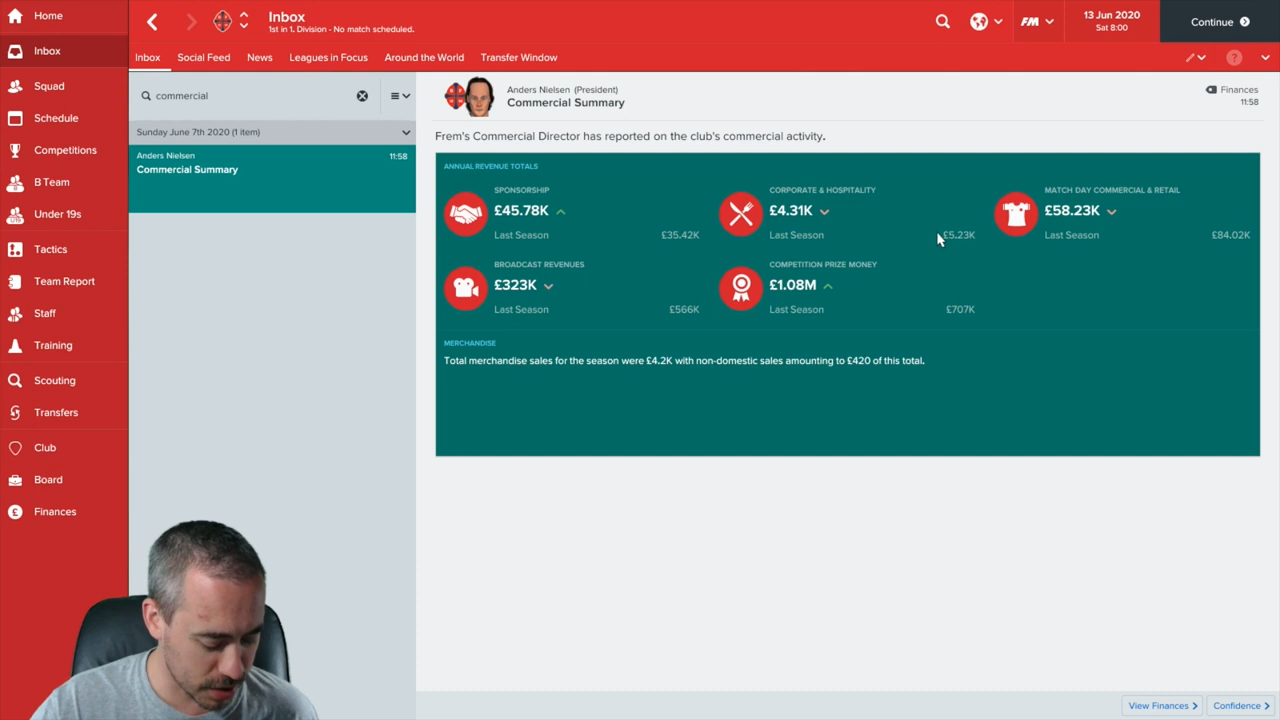 Home
Inbox
Squad
Schedule
Competitions
B Team
Under 19s
Tactics
Team Report
Staff
Training
Scouting
Transfers
Club
Board
Finances
Inbox
1st in 1. Division - No match scheduled.
FM
13 Jun 2020
Sat 8:00
Continue
Inbox
Social Feed
News
Leagues in Focus
Around the World
Transfer Window
commercial
Sunday June 7th 2020 (1 item)
Anders Nielsen 11:58
Commercial Summary
Anders Nielsen (President)
Commercial Summary
Finances
11:58
Frem's Commercial Director has reported on the club's commercial activity.
ANNUAL REVENUE TOTALS
SPONSORSHIP
£45.78K
Last Season £35.42K
CORPORATE & HOSPITALITY
£4.31K
Last Season £5.23K
MATCH DAY COMMERCIAL & RETAIL
£58.23K
Last Season £84.02K
BROADCAST REVENUES
£323K
Last Season £566K
COMPETITION PRIZE MONEY
£1.08M
Last Season £707K
MERCHANDISE
Total merchandise sales for the season were £4.2K with non-domestic sales amounting to £420 of this total.
View Finances
Confidence